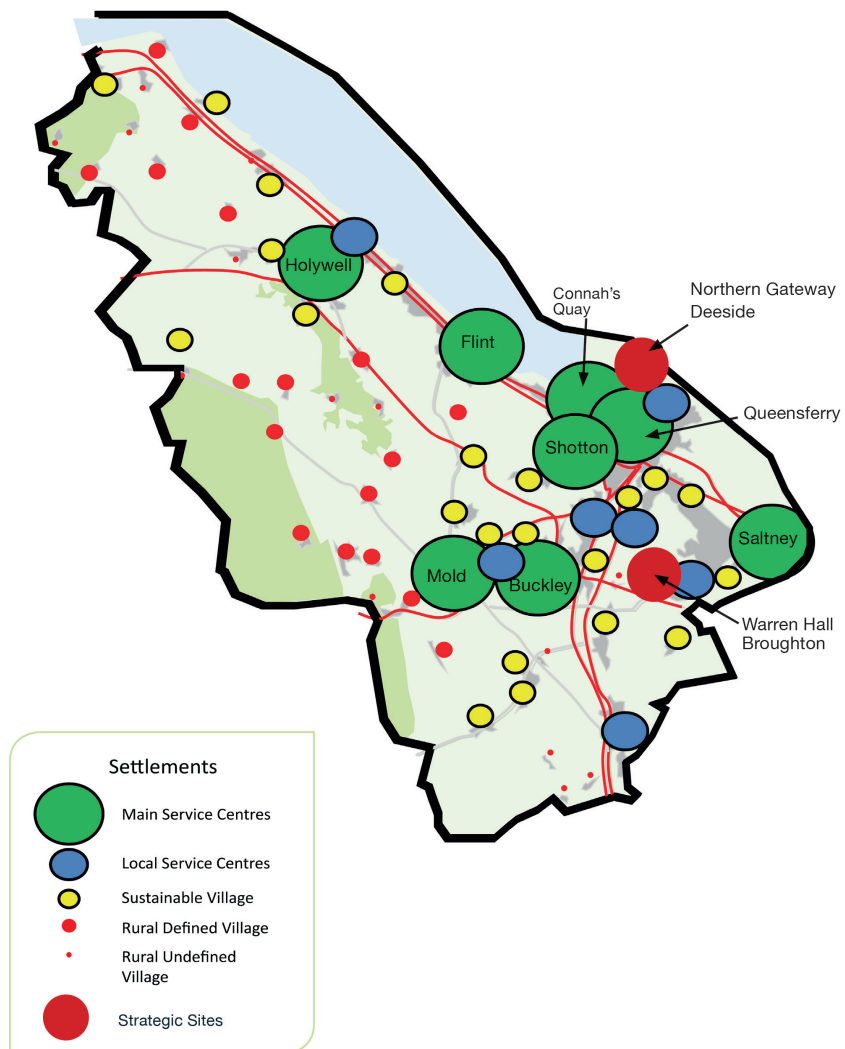 Holywell
Connah's
Quay
Northern Gateway
Deeside
Flint
Queensferry
Shotton
Saltney
Mold
Buckley
Warren Hall
Broughton
Settlements
Main Service Centres
Local Service Centres
Sustainable Village
Rural Defined Village
Rural Undefined
Village
Strategic Sites